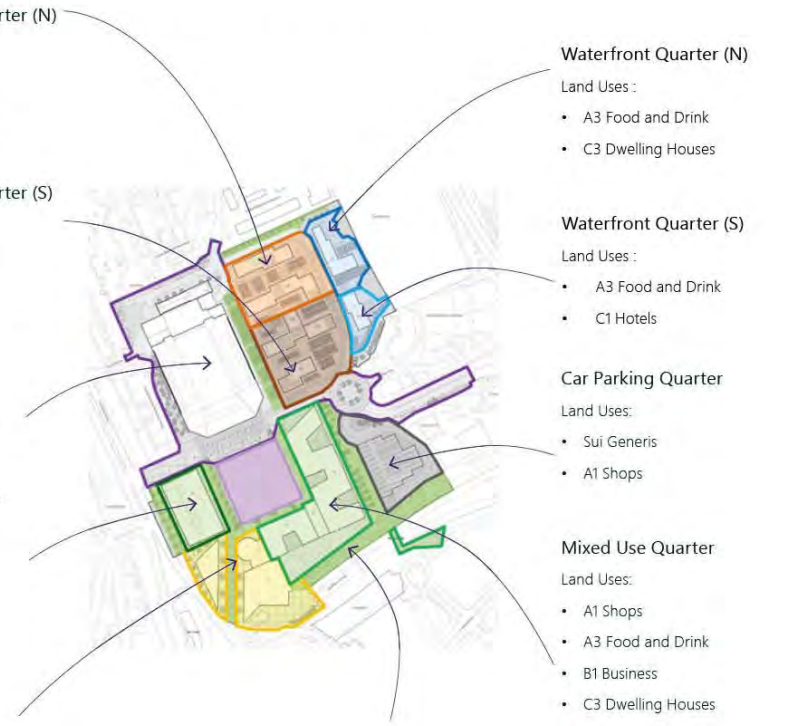 rter (N)
rter (S)
Waterfront Quarter (N)
Land Uses :
• A3 Food and Drink
• C3 Dwelling Houses
Waterfront Quarter (S)
Land Uses :
• A3 Food and Drink
• C1 Hotels
Car Parking Quarter
Land Uses:
• Sui Generis
• A1 Shops
Mixed Use Quarter
Land Uses:
• A1 Shops
• A3 Food and Drink
• B1 Business
• C3 Dwelling Houses